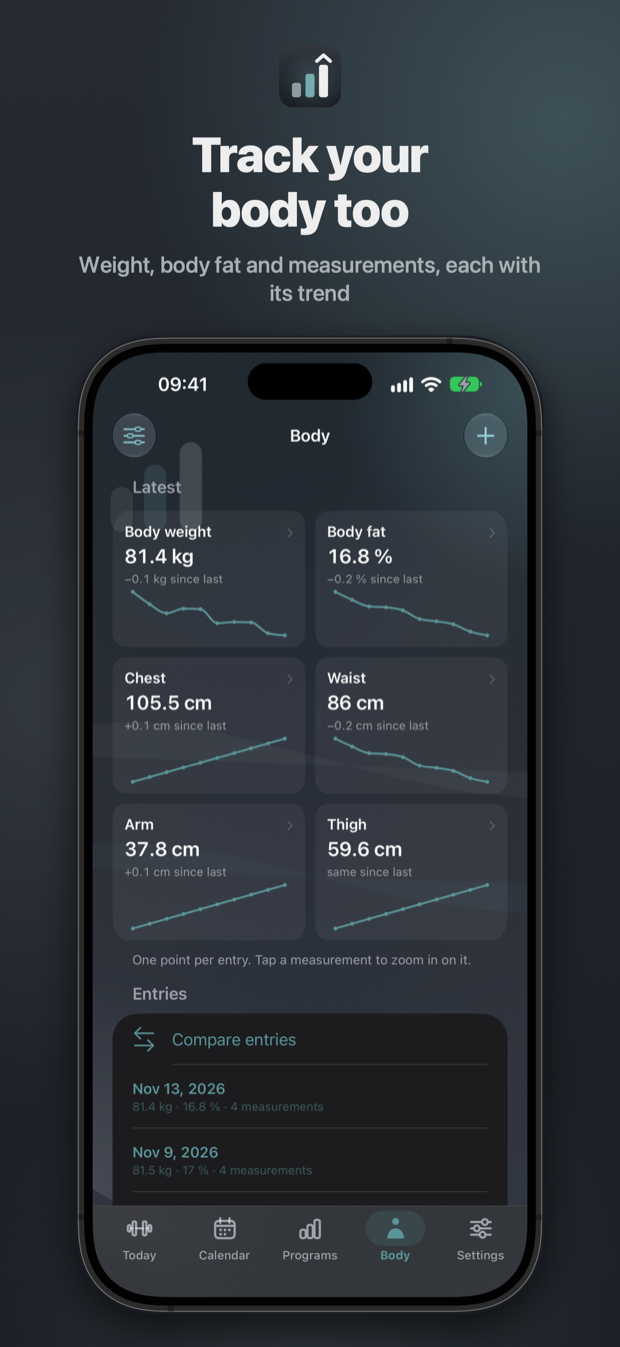 Track your
body too
Weight, body fat and measurements, each with
its trend
09:41
Body
Latest
Body weight
81.4 kg
−0.1 kg since last
Body fat
16.8 %
−0.2 % since last
Chest
105.5 cm
+0.1 cm since last
Waist
86 cm
−0.2 cm since last
Arm
37.8 cm
+0.1 cm since last
Thigh
59.6 cm
same since last
One point per entry. Tap a measurement to zoom in on it.
Entries
Compare entries
Nov 13, 2026
81.4 kg · 16.8 % · 4 measurements
Nov 9, 2026
81.5 kg · 17 % · 4 measurements
Today
Calendar
Programs
Body
Settings